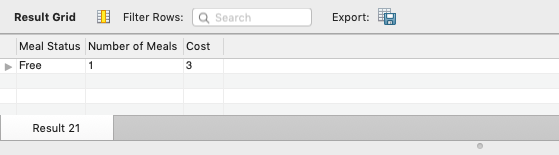 Result Grid Filter Rows: Search Export:
Meal Status Number of Meals Cost
Free 1 3
Result 21